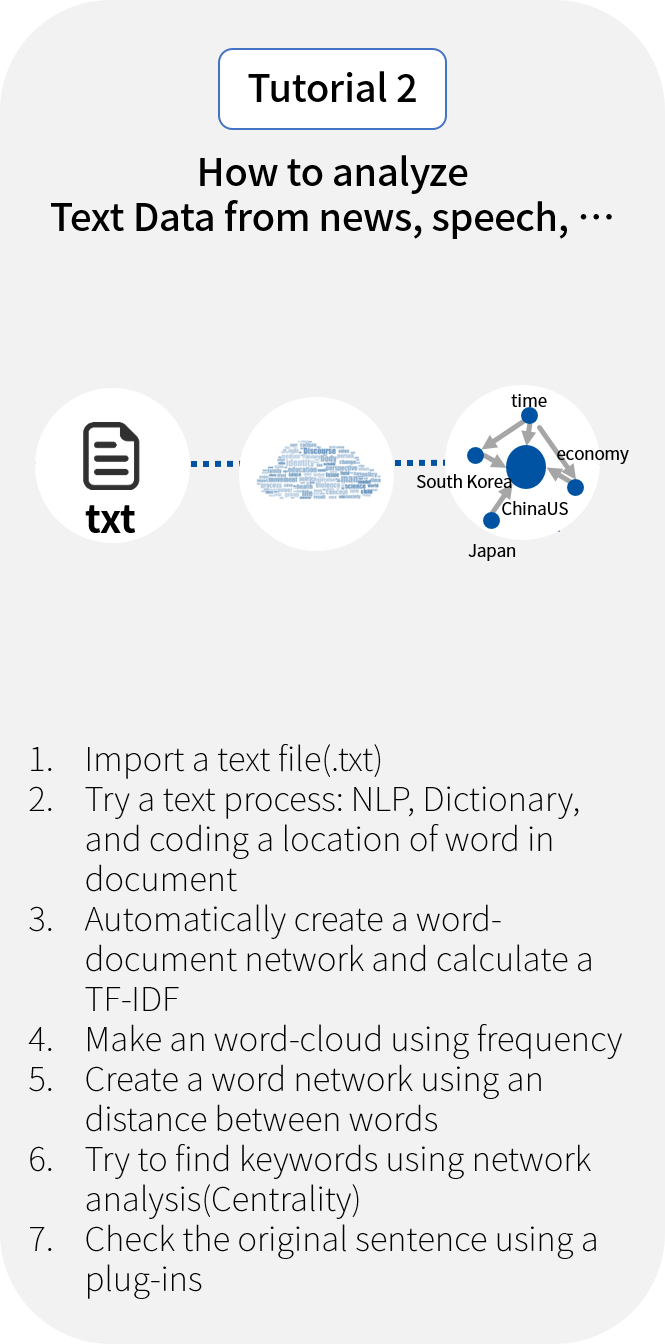 Tutorial 2
How to analyze
Text Data from news, speech, ⋯
txt
Discourse
time
economy
South Korea
ChinaUS
Japan
1. Import a text file(.txt)
2. Try a text process: NLP, Dictionary,
and coding a location of word in
document
3. Automatically create a word-
document network and calculate a
TF-IDF
4. Make an word-cloud using frequency
5. Create a word network using an
distance between words
6. Try to find keywords using network
analysis(Centrality)
7. Check the original sentence using a
plug-ins